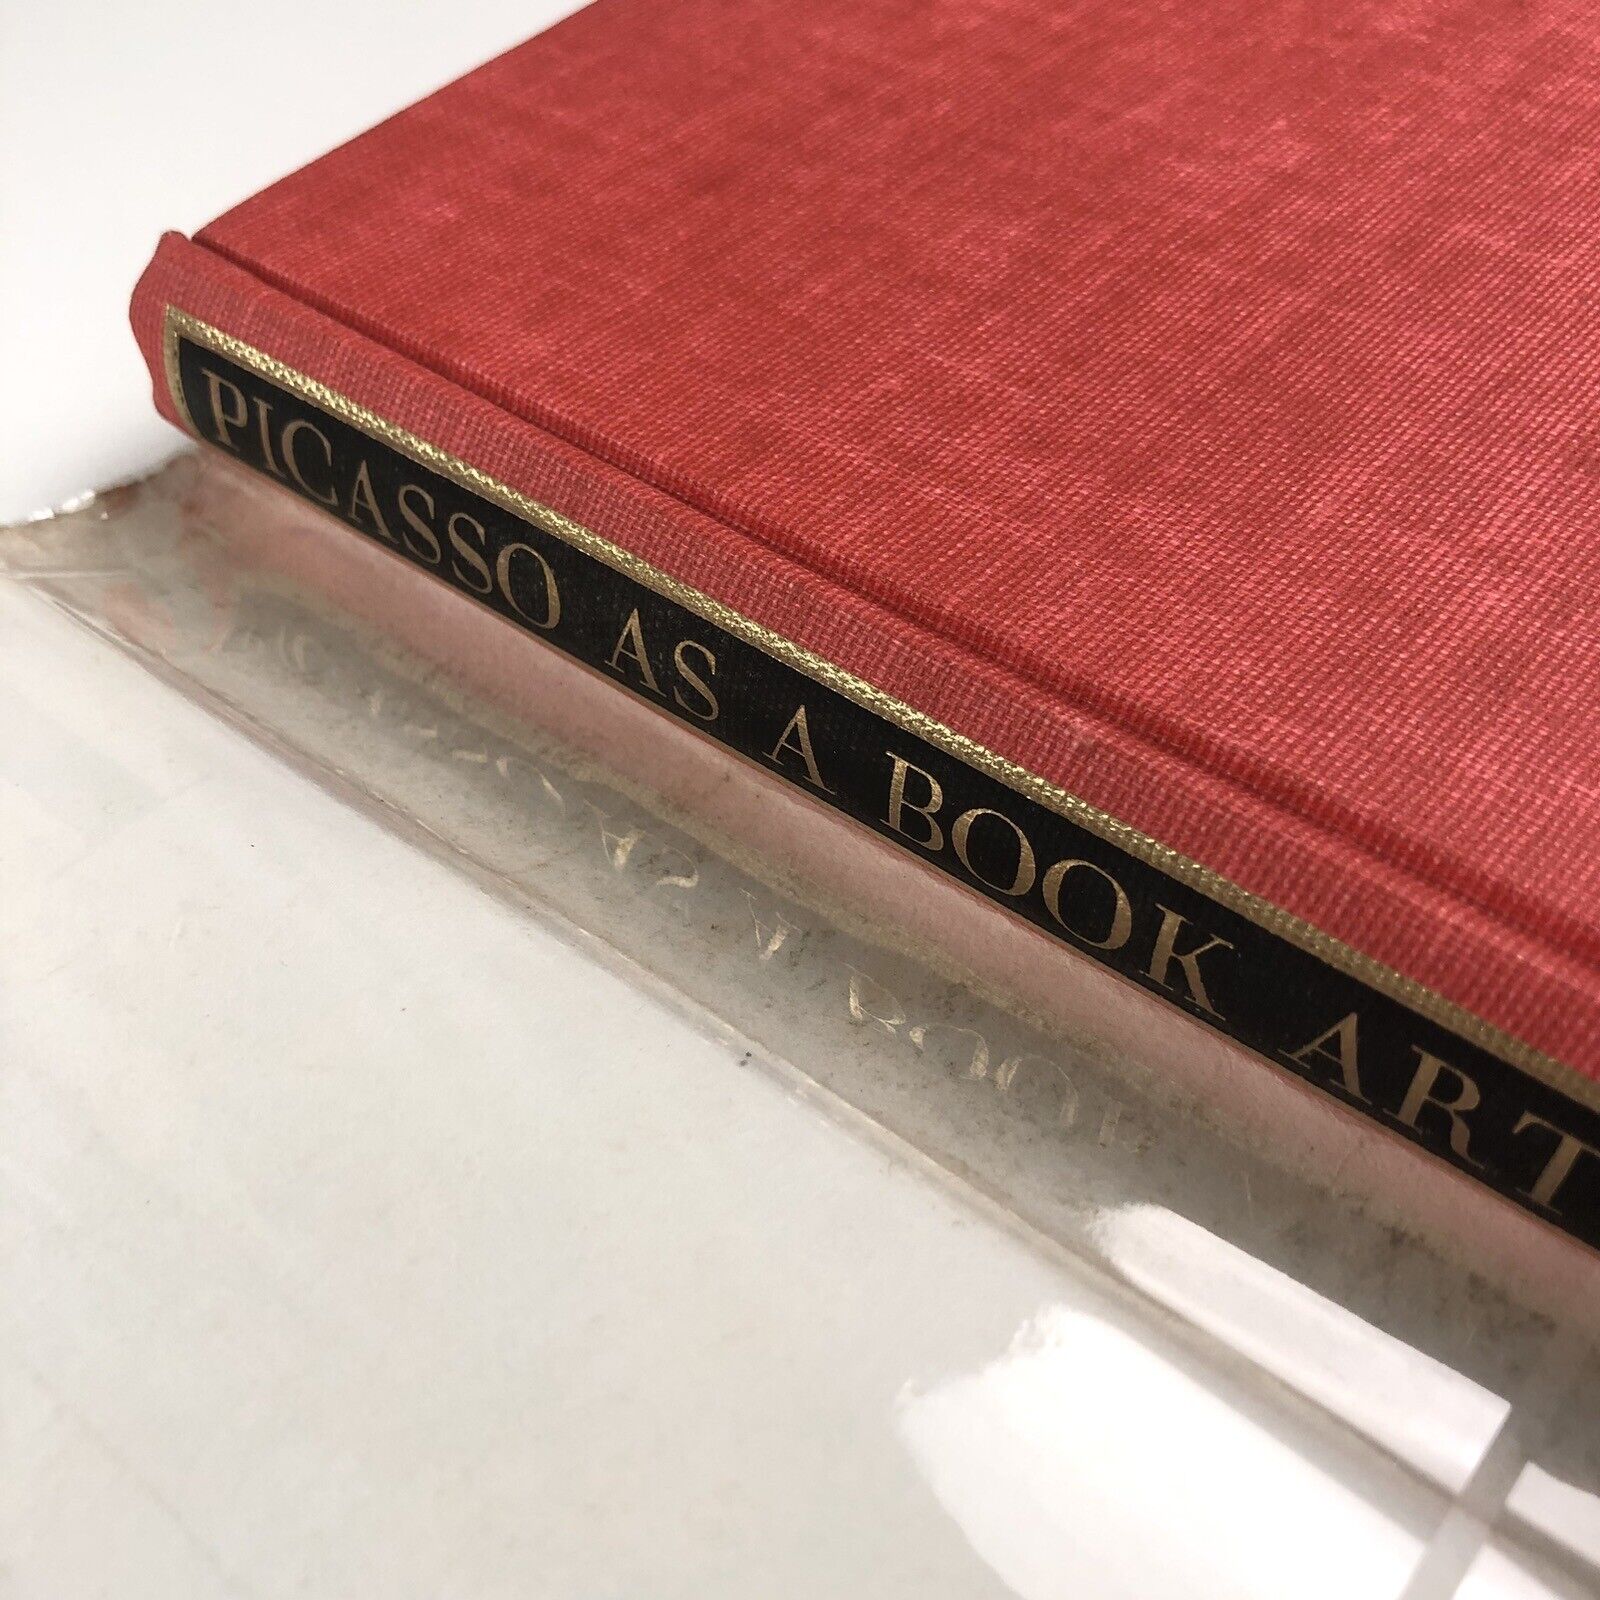 PICASSO AS A BOOK ART